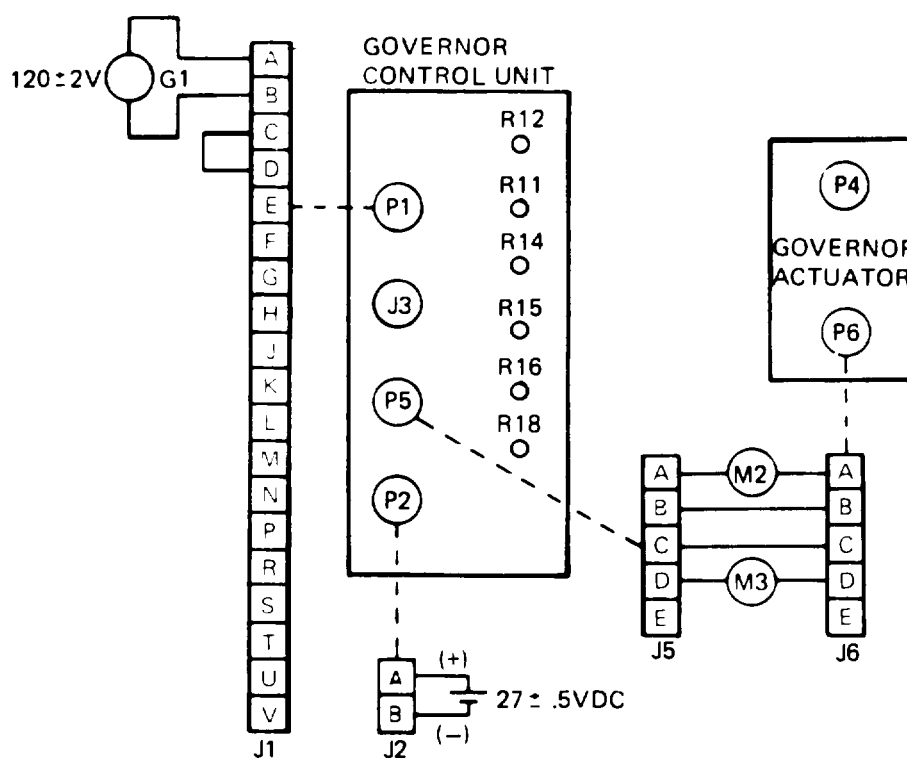 GOVERNOR
CONTROL UNIT
120±2V
G1
A
B
C
D
E
F
G
H
J
K
L
M
N
P
R
S
T
U
V
J1
P1
J3
P5
P2
R12
R11
R14
R15
R16
R18
A
B
J2
(+)
(−)
27± .5VDC
P4
GOVERNOR
ACTUATOR
P6
A
B
C
D
E
J5
M2
M3
A
B
C
D
E
J6